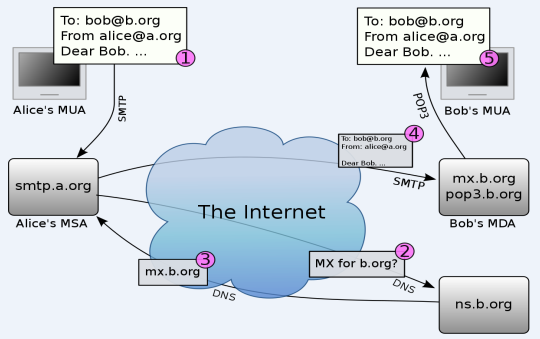 To: bob@b.org
From alice@a.org
Dear Bob. ...
1
Alice's MUA
SMTP
To: bob@b.org
From alice@a.org
Dear Bob. ...
5
Bob's MUA
POP3
To: bob@b.org
From: alice@a.org
Dear Bob. ...
4
SMTP
smtp.a.org
Alice's MSA
mx.b.org
pop3.b.org
Bob's MDA
The Internet
MX for b.org?
2
DNS
mx.b.org
3
DNS
ns.b.org